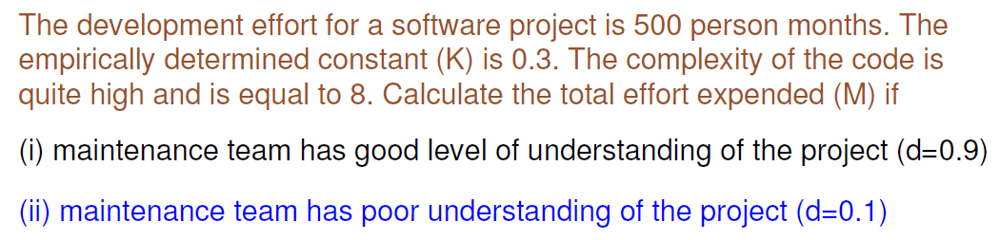 The development effort for a software project is 500 person months. The
empirically determined constant (K) is 0.3. The complexity of the code is
quite high and is equal to 8. Calculate the total effort expended (M) if
(i) maintenance team has good level of understanding of the project (d=0.9)
(ii) maintenance team has poor understanding of the project (d=0.1)